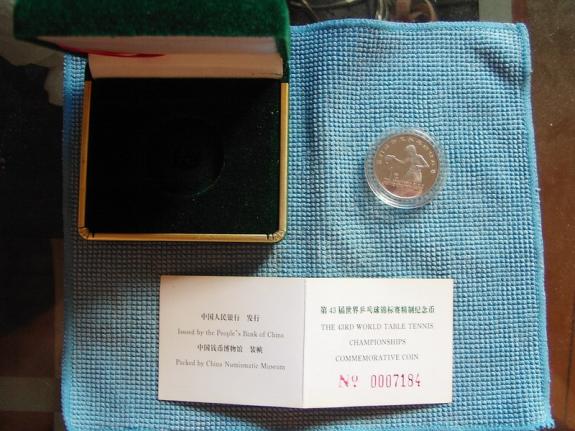 中国人民银行 发行
Issued by the People's Bank of China
中国钱币博物馆 装帧
Packed by China Numismatic Museum
第43届世界乒乓球锦标赛精制纪念币
THE 43RD WORLD TABLE TENNIS
CHAMPIONSHIPS
COMMEMORATIVE COIN
Nº 0007184